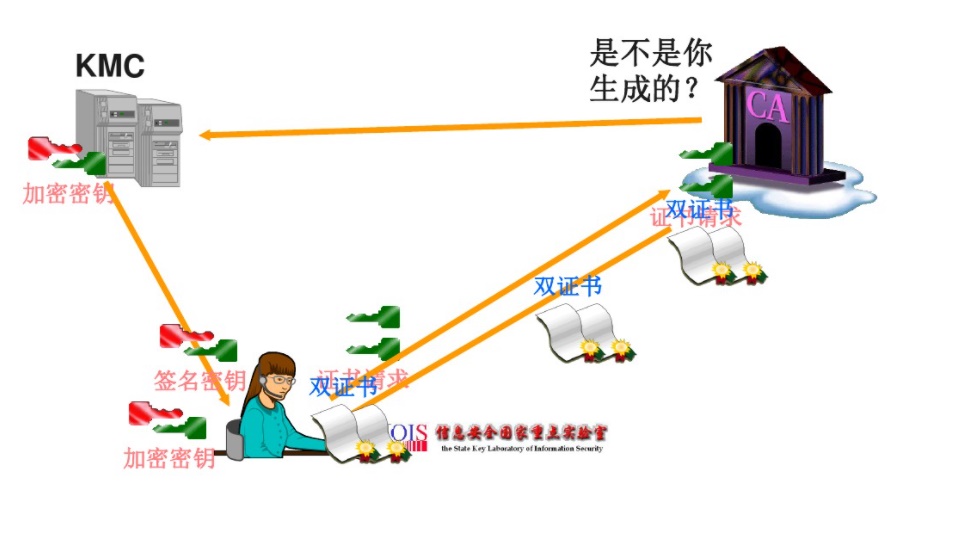 KMC
是不是你
生成的？
CA
加密密钥
双证书
证书请求
双证书
签名密钥
证书请求
双证书
OIS
信息安全国家重点实验室
the State Key Laboratory of Information Security
加密密钥